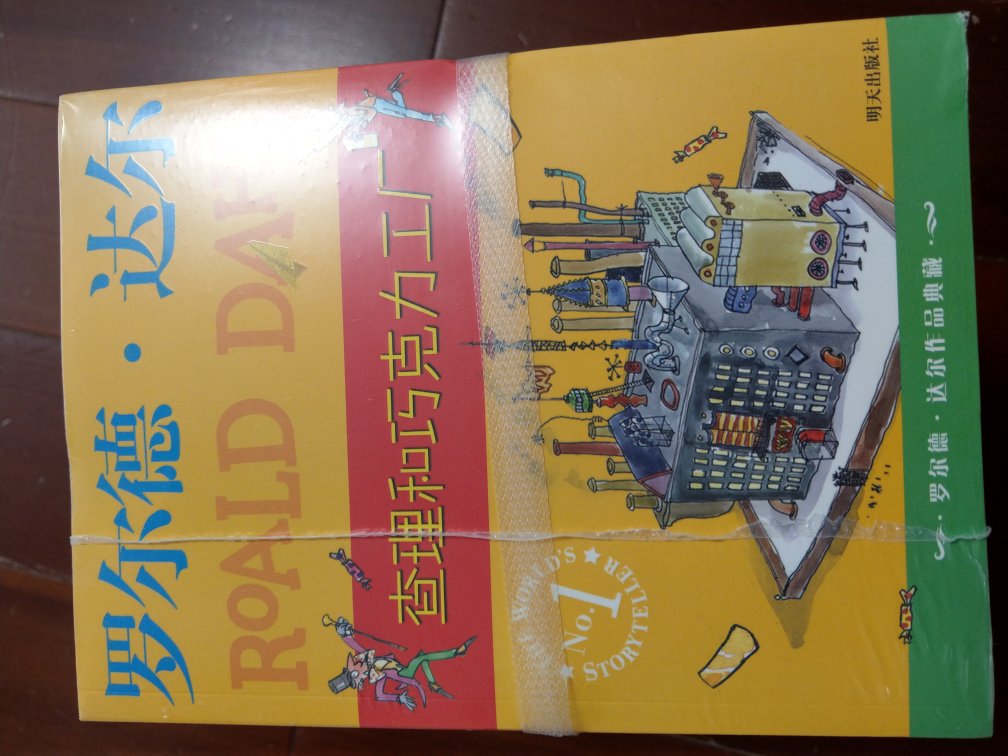 罗尔德·达尔
ROALD DAHL
查理和巧克力工厂
WORLD'S
No.1
STORYTELLER
·罗尔德·达尔作品典藏·
明天出版社